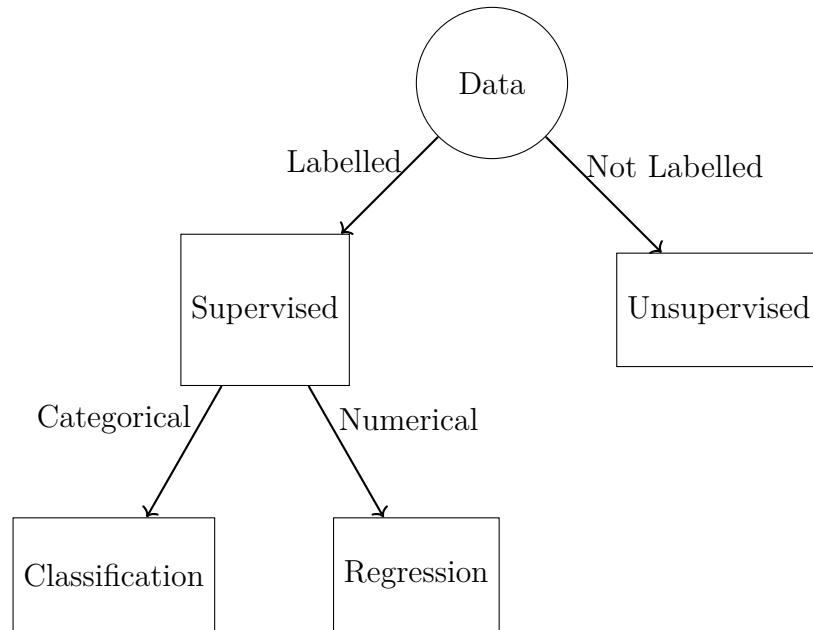 Data
Labelled
Not Labelled
Supervised
Unsupervised
Categorical
Numerical
Classification
Regression